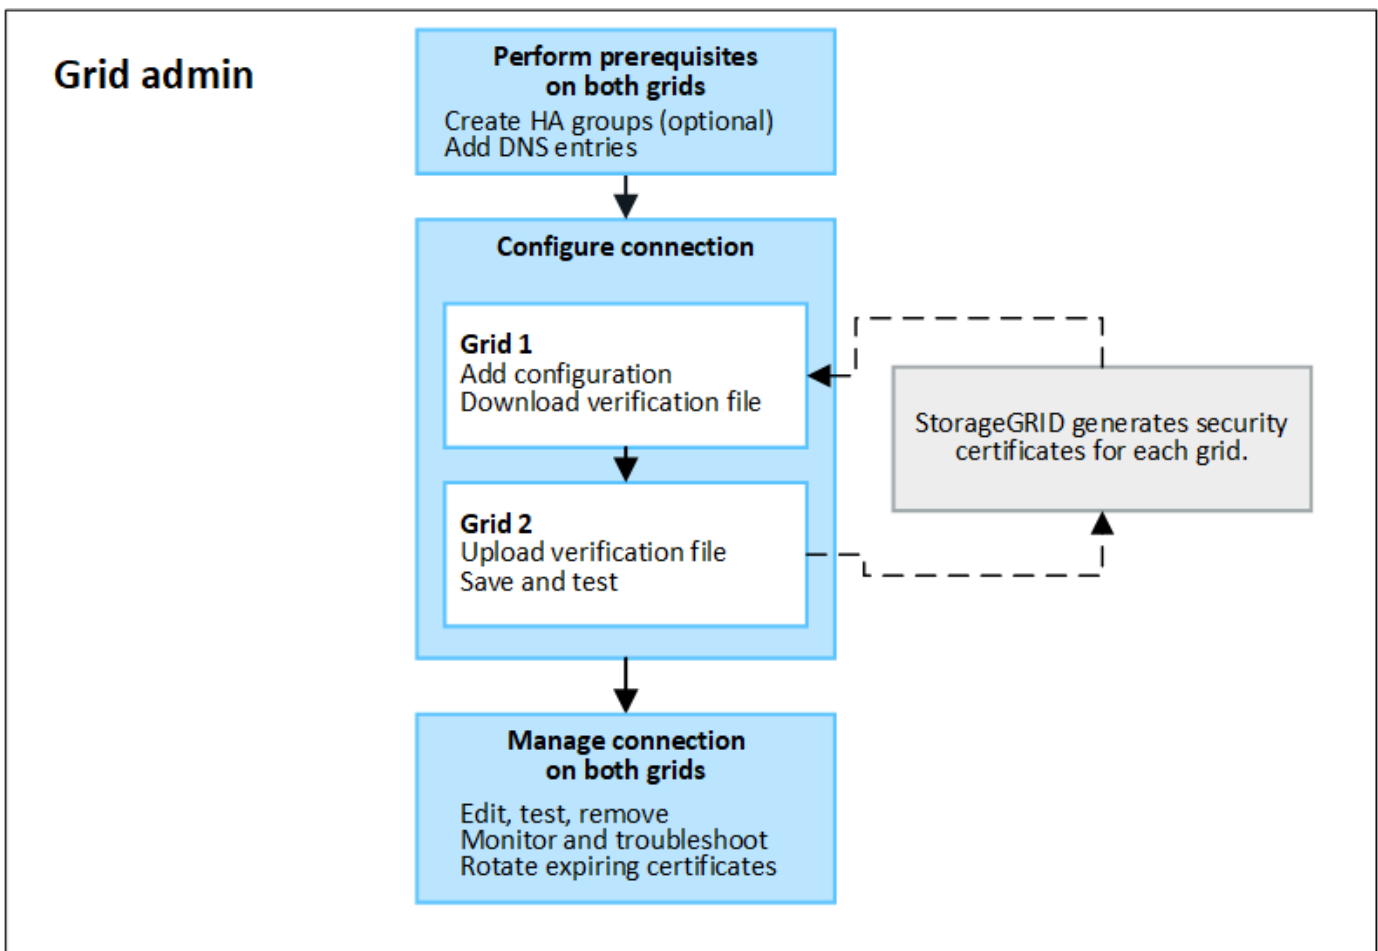 Grid admin
Perform prerequisites
on both grids
Create HA groups (optional)
Add DNS entries
Configure connection
Grid 1
Add configuration
Download verification file
StorageGRID generates security
certificates for each grid.
Grid 2
Upload verification file
Save and test
Manage connection
on both grids
Edit, test, remove
Monitor and troubleshoot
Rotate expiring certificates